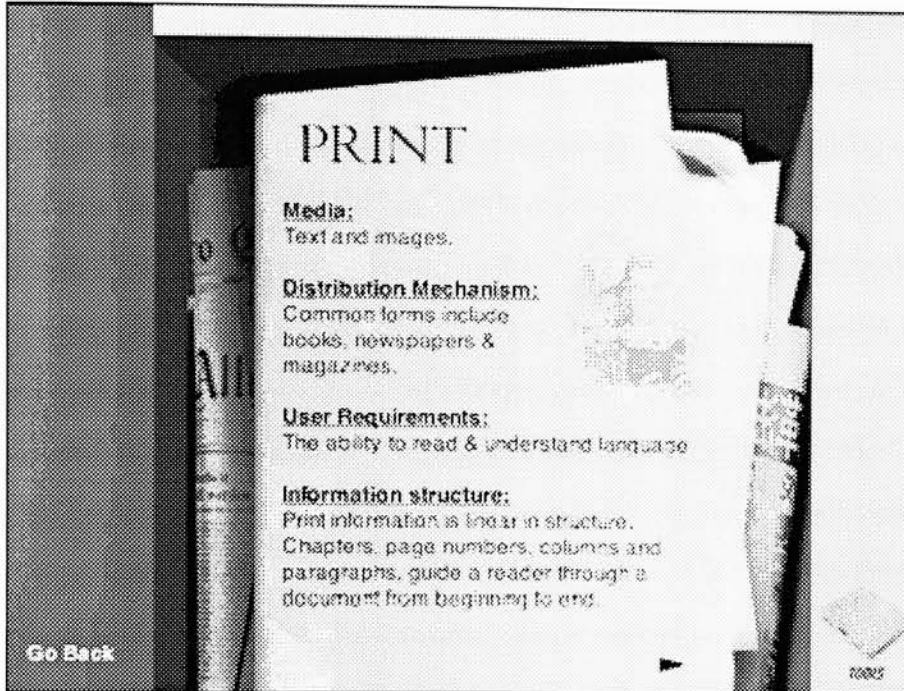 PRINT
Media:
Text and images.
Distribution Mechanism:
Common forms include
books, newspapers &
magazines.
User Requirements:
The ability to read & understand language
Information structure:
Print information is linear in structure.
Chapters, page numbers, columns and
paragraphs, guide a reader through a
document from beginning to end.
Go Back
TOOLS